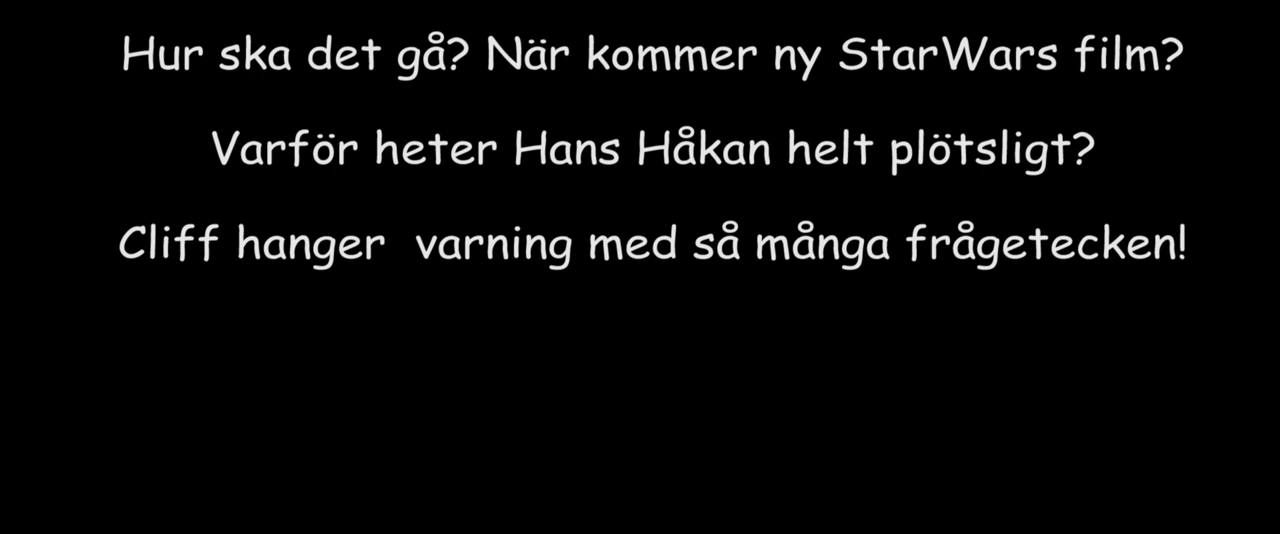 Hur ska det gå? När kommer ny StarWars film?
Varför heter Hans Håkan helt plötsligt?
Cliff hanger  varning med så många frågetecken!